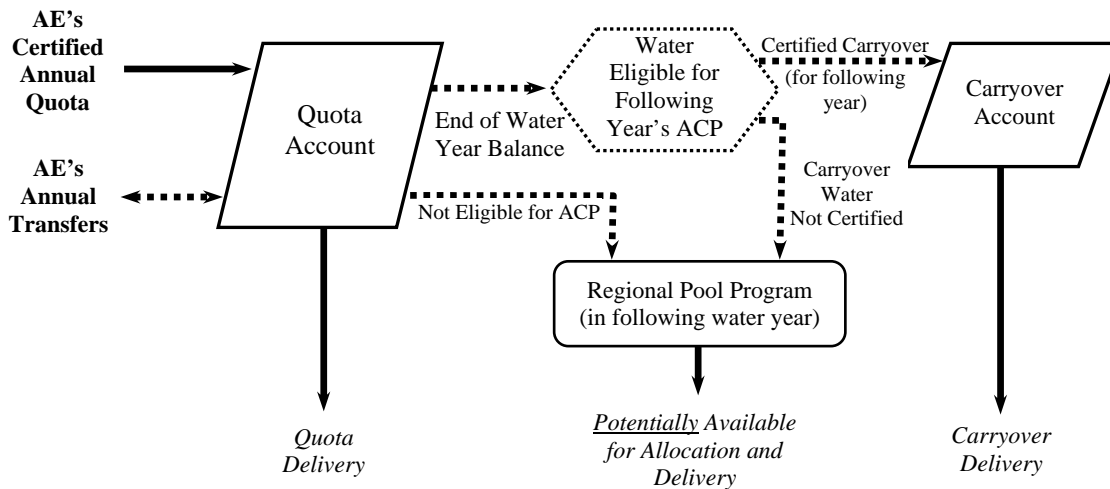 AE's
Certified
Annual
Quota
AE's
Annual
Transfers
Quota
Account
End of Water
Year Balance
Not Eligible for ACP
Water
Eligible for
Following
Year's ACP
Certified Carryover
(for following
year)
Carryover
Water
Not Certified
Carryover
Account
Regional Pool Program
(in following water year)
Quota
Delivery
Potentially Available
for Allocation and
Delivery
Carryover
Delivery